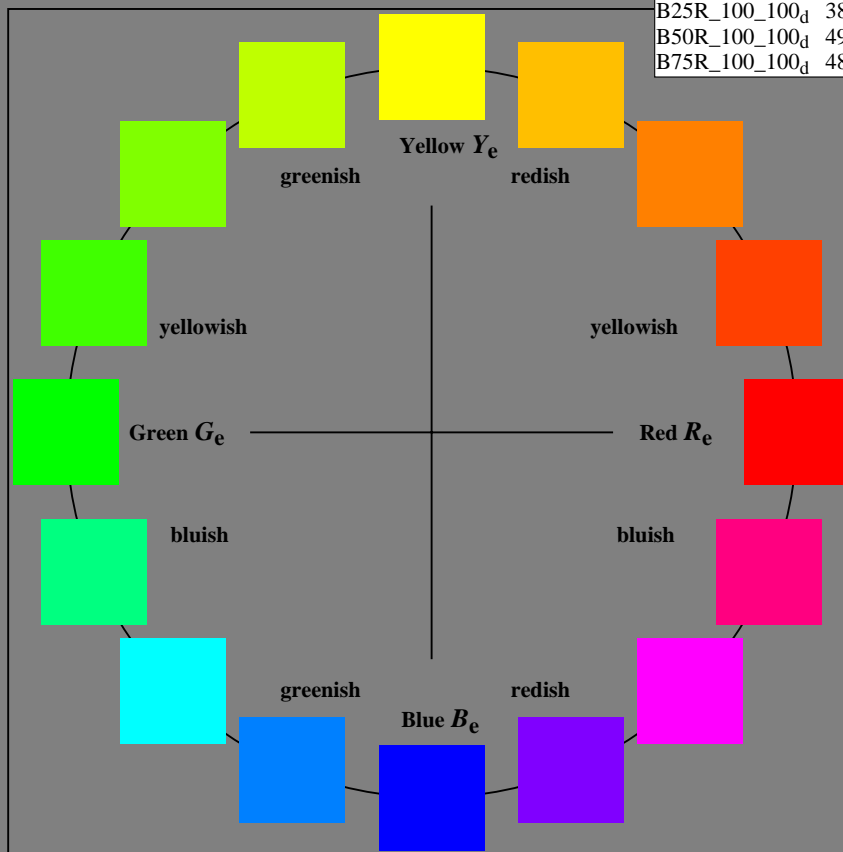 B25R_100_100d 38
B50R_100_100d 49
B75R_100_100d 48
Yellow Ye
greenish redish
yellowish yellowish
Green Ge Red Re
bluish bluish
greenish redish
Blue Be